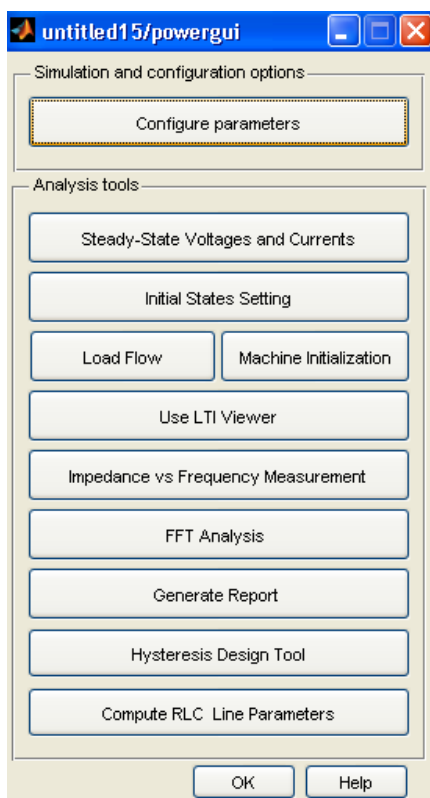 untitled15/powergui
Simulation and configuration options
Configure parameters
Analysis tools
Steady-State Voltages and Currents
Initial States Setting
Load Flow
Machine Initialization
Use LTI Viewer
Impedance vs Frequency Measurement
FFT Analysis
Generate Report
Hysteresis Design Tool
Compute RLC Line Parameters
OK
Help